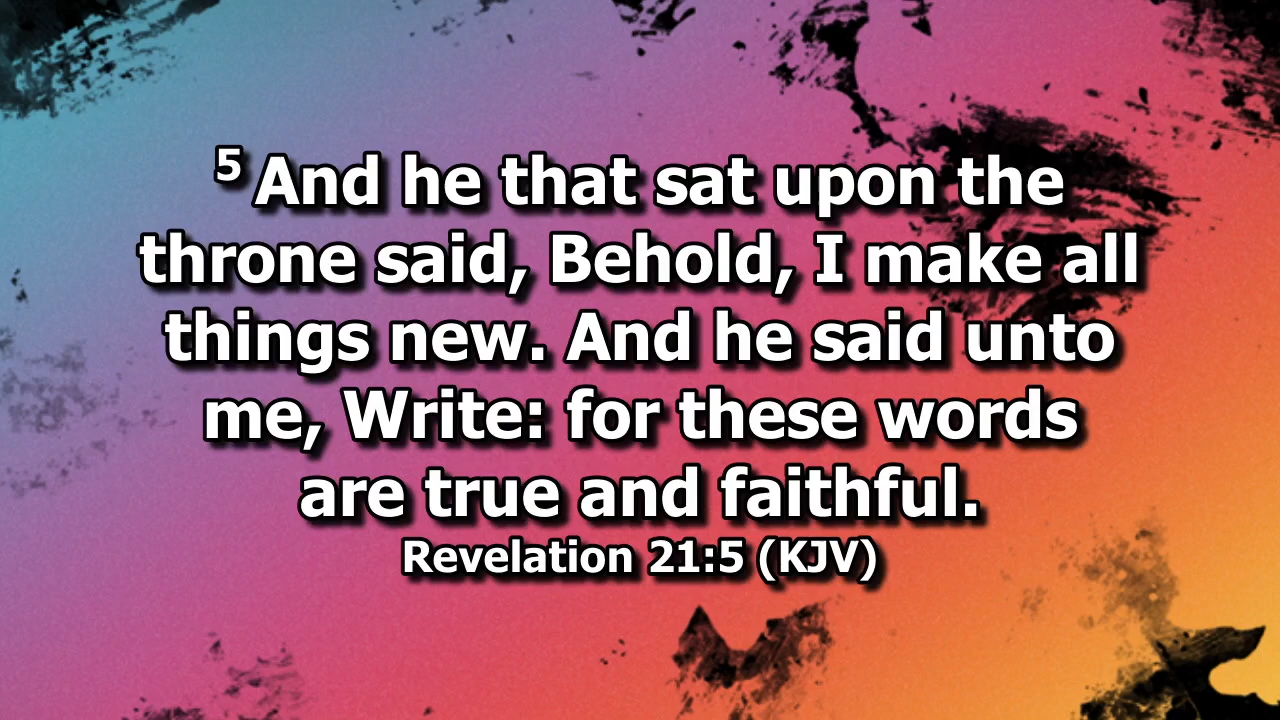 5 And he that sat upon the
throne said, Behold, I make all
things new. And he said unto
me, Write: for these words
are true and faithful.
Revelation 21:5 (KJV)